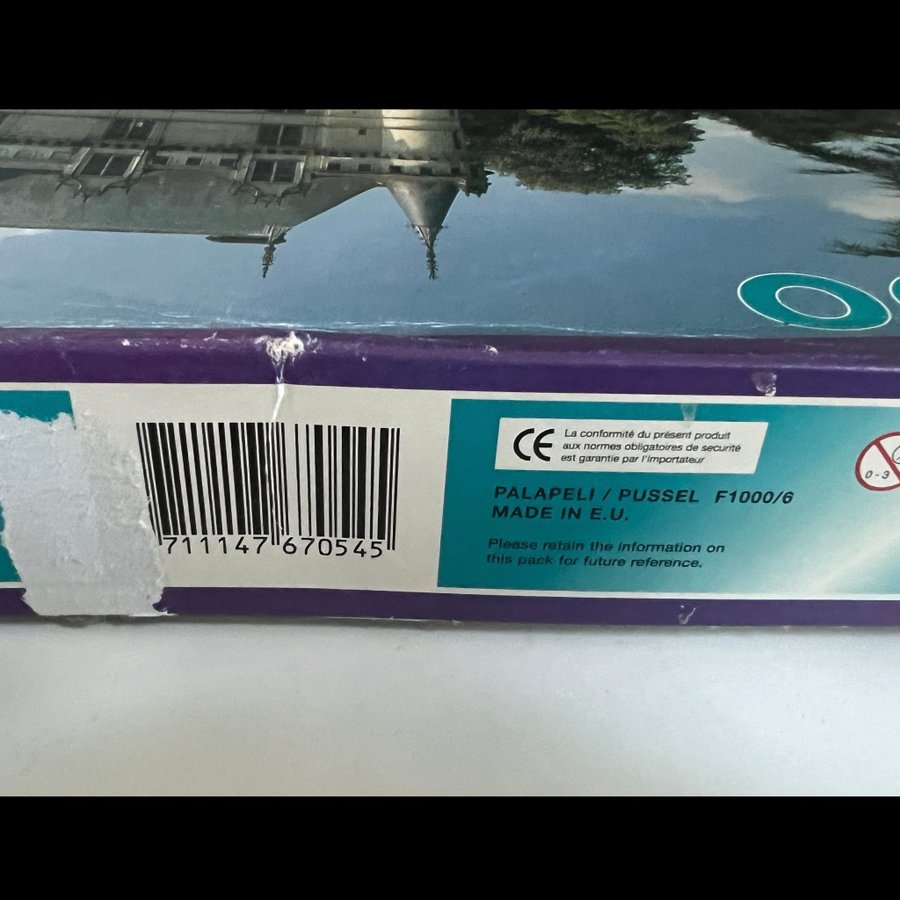 711147 670545
CE
La conformité du présent produit
aux normes obligatoires de securité
est garantie par l'importateur
0-3
PALAPELI / PUSSEL F1000/6
MADE IN E.U.
Please retain the information on
this pack for future reference.